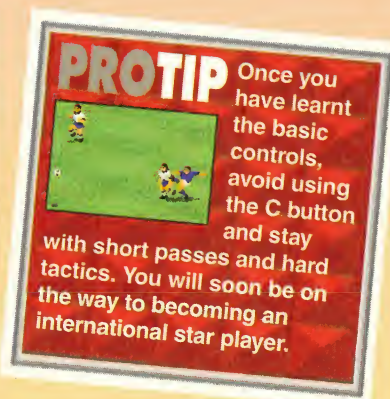 PROTIP
Once you
have learnt
the basic
controls,
avoid using
the C button
and stay
with short passes and hard
tactics. You will soon be on
the way to becoming an
international star player.